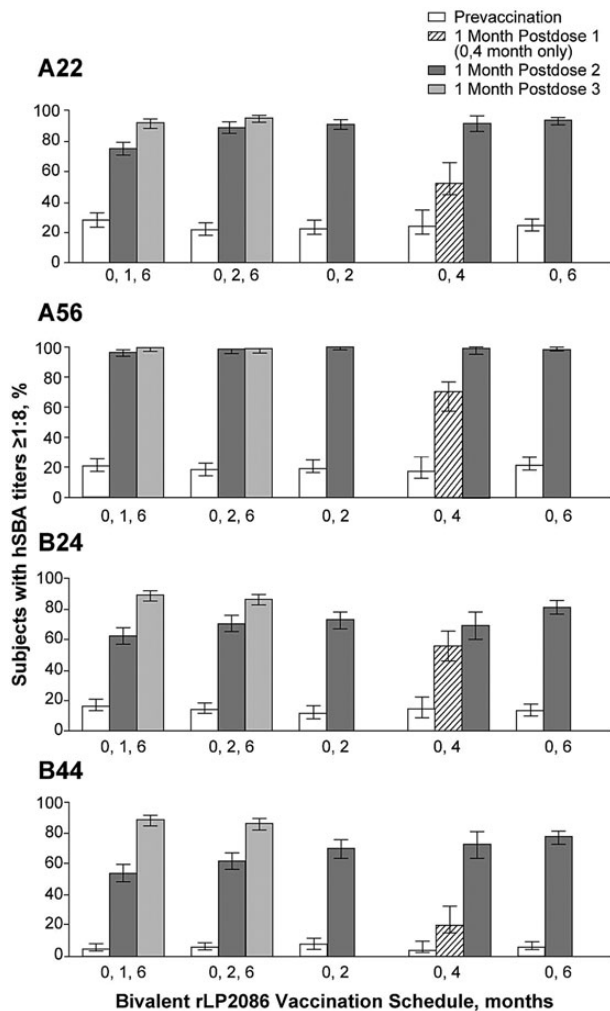 Prevaccination
1 Month Postdose 1
(0,4 month only)
1 Month Postdose 2
1 Month Postdose 3
A22
100
80
60
40
20
0
0, 1, 6
0, 2, 6
0, 2
0, 4
0, 6
A56
100
80
60
40
20
0
0, 1, 6
0, 2, 6
0, 2
0, 4
0, 6
Subjects with hSBA titers ≥1:8, %
B24
100
80
60
40
20
0
0, 1, 6
0, 2, 6
0, 2
0, 4
0, 6
B44
100
80
60
40
20
0
0, 1, 6
0, 2, 6
0, 2
0, 4
0, 6
Bivalent rLP2086 Vaccination Schedule, months